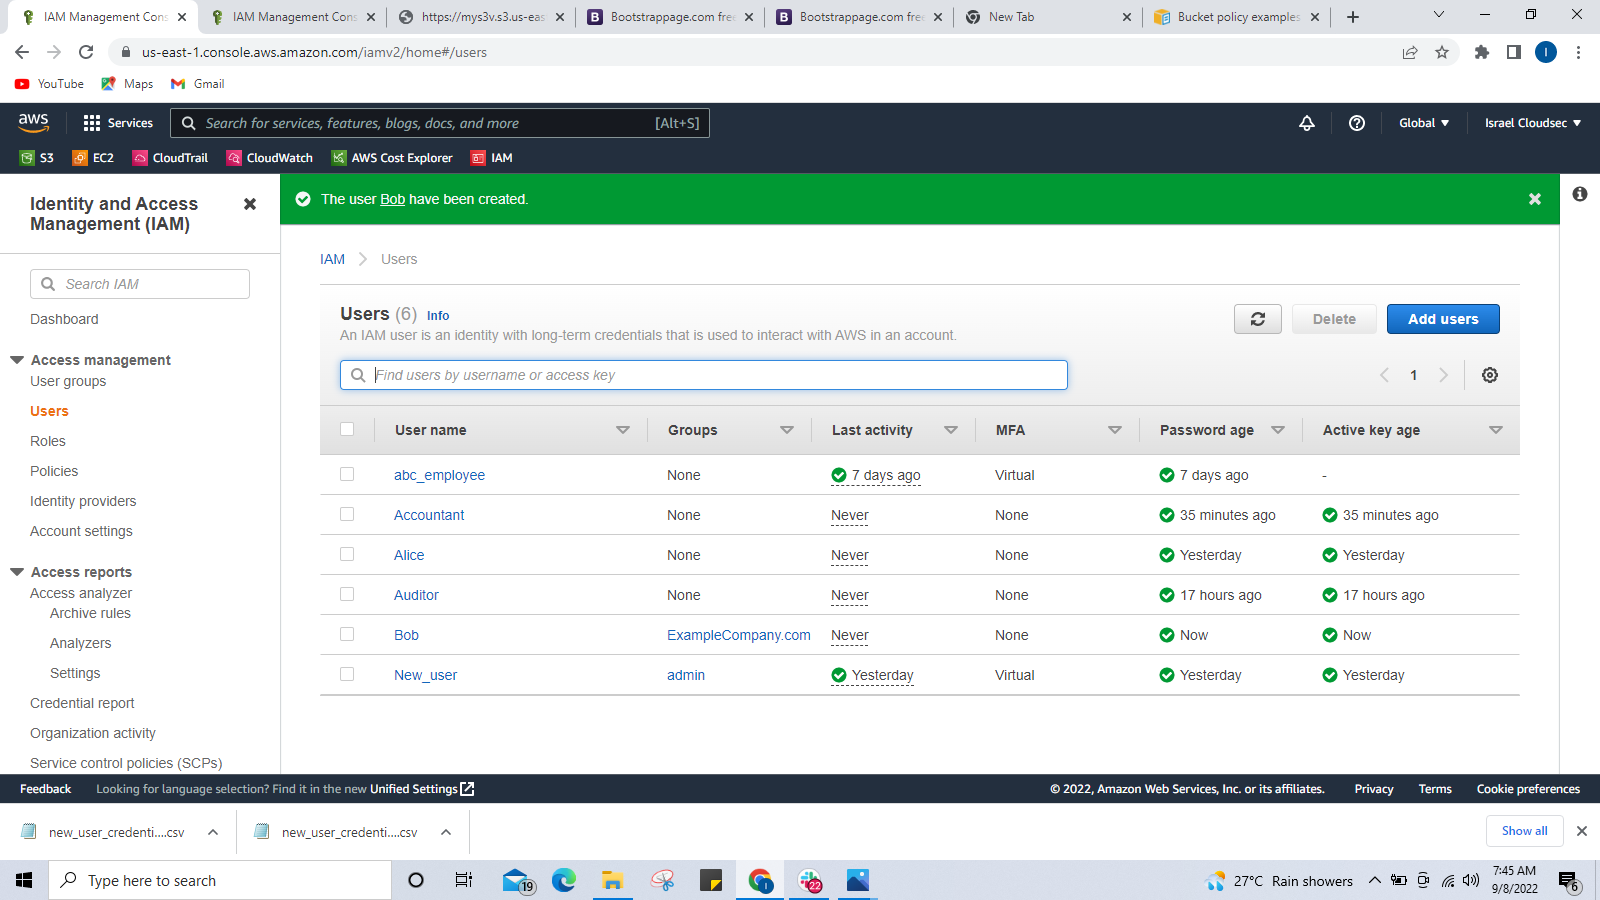 IAM Management Cons
IAM Management Cons
https://mys3v.s3.us-eas
Bootstrappage.com free
Bootstrappage.com free
New Tab
Bucket policy examples
us-east-1.console.aws.amazon.com/iamv2/home#/users
I
YouTube
Maps
Gmail
aws
Services
Search for services, features, blogs, docs, and more
[Alt+S]
Global
Israel Cloudsec
S3
EC2
CloudTrail
CloudWatch
AWS Cost Explorer
IAM
Identity and Access
Management (IAM)
Search IAM
Dashboard
Access management
User groups
Users
Roles
Policies
Identity providers
Account settings
Access reports
Access analyzer
Archive rules
Analyzers
Settings
Credential report
Organization activity
Service control policies (SCPs)
The user Bob have been created.
IAM
Users
Users (6) Info
An IAM user is an identity with long-term credentials that is used to interact with AWS in an account.
Delete
Add users
Find users by username or access key
1
User name Groups Last activity MFA Password age Active key age
abc_employee None 7 days ago Virtual 7 days ago -
Accountant None Never None 35 minutes ago 35 minutes ago
Alice None Never None Yesterday Yesterday
Auditor None Never None 17 hours ago 17 hours ago
Bob ExampleCompany.com Never None Now Now
New_user admin Yesterday Virtual Yesterday Yesterday
Feedback
Looking for language selection? Find it in the new Unified Settings
© 2022, Amazon Web Services, Inc. or its affiliates.
Privacy
Terms
Cookie preferences
new_user_credenti....csv
new_user_credenti....csv
Show all
Type here to search
19
I
22
27°C Rain showers
7:45 AM
9/8/2022
6